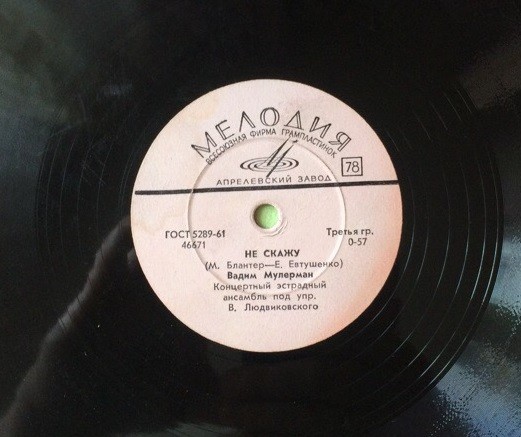 МЕЛОДИЯ
ВСЕСОЮЗНАЯ ФИРМА ГРАМПЛАСТИНОК
78
АПРЕЛЕВСКИЙ ЗАВОД
ГОСТ 5289-61 Третья гр.
46671 0-57
НЕ СКАЖУ
(М. Блантер—Е. Евтушенко)
Вадим Мулерман
Концертный эстрадный
ансамбль под упр.
В. Людвиковского